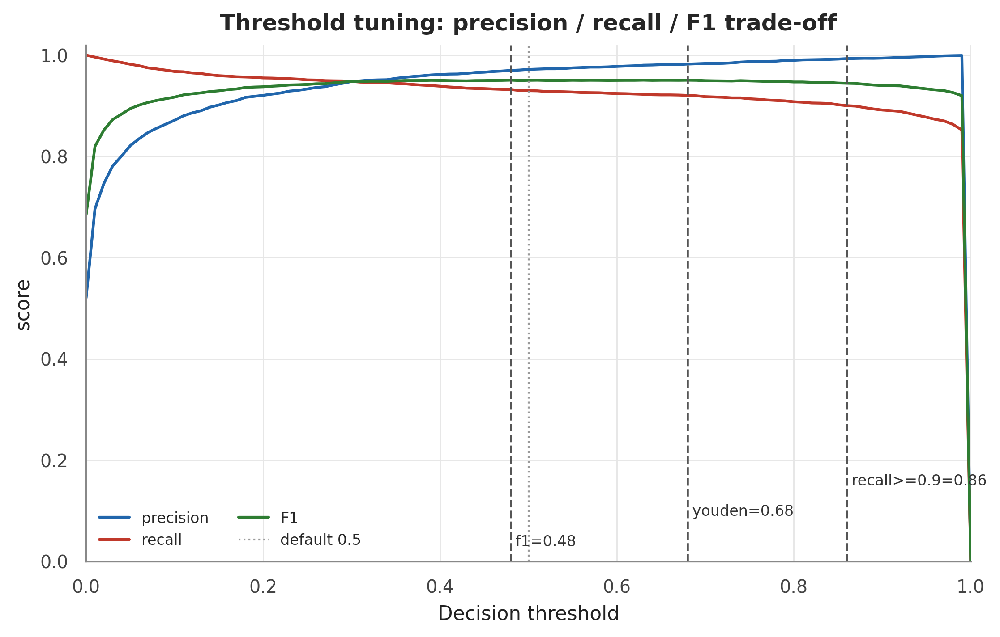 Threshold tuning: precision / recall / F1 trade-off
1.0
0.8
0.6
0.4
0.2
0.0
score
recall>=0.9=0.86
youden=0.68
f1=0.48
precision
recall
F1
default 0.5
0.0 0.2 0.4 0.6 0.8 1.0
Decision threshold